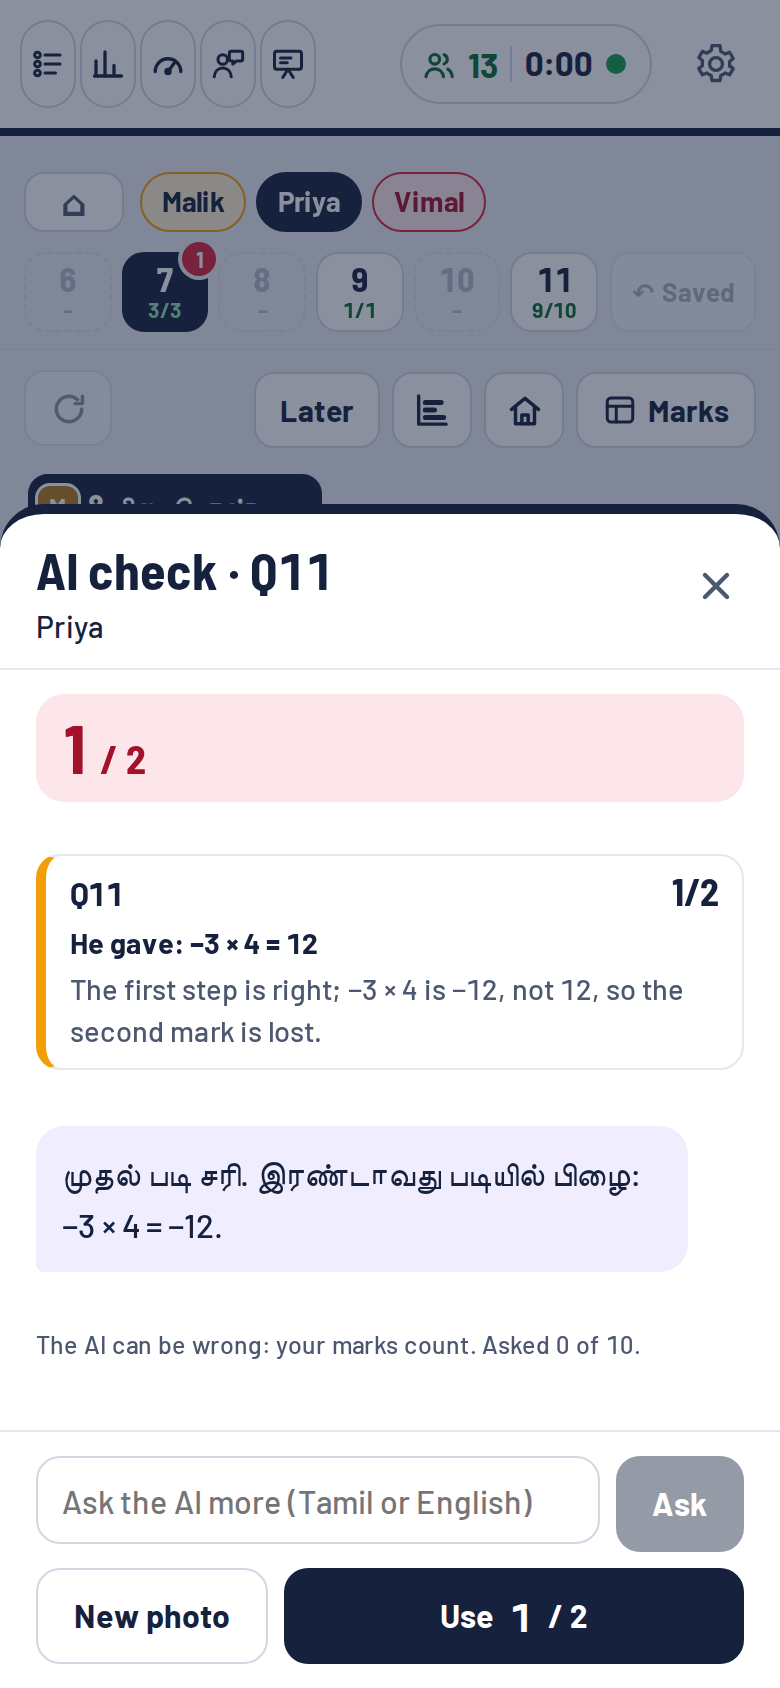 13 0:00
Malik Priya Vimal
6 7 1 8 9 10 11 ↶ Saved
– 3/3 – 1/1 – 9/10
Later Marks
AI check · Q11
Priya
1 / 2
Q11 1/2
He gave: −3 × 4 = 12
The first step is right; −3 × 4 is −12, not 12, so the
second mark is lost.
முதல் படி சரி. இரண்டாவது படியில் பிழை:
−3 × 4 = −12.
The AI can be wrong: your marks count. Asked 0 of 10.
Ask the AI more (Tamil or English) Ask
New photo Use 1 / 2